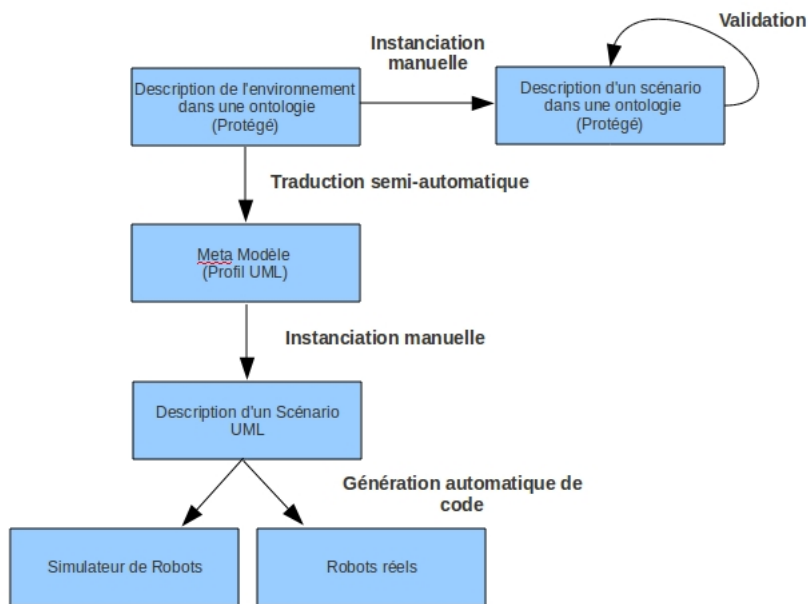 Validation
Instanciation
manuelle
Description de l'environnement
dans une ontologie
(Protégé)
Description d'un scénario
dans une ontologie
(Protégé)
Traduction semi-automatique
Meta Modèle
(Profil UML)
Instanciation manuelle
Description d'un Scénario
UML
Génération automatique de
code
Simulateur de Robots
Robots réels